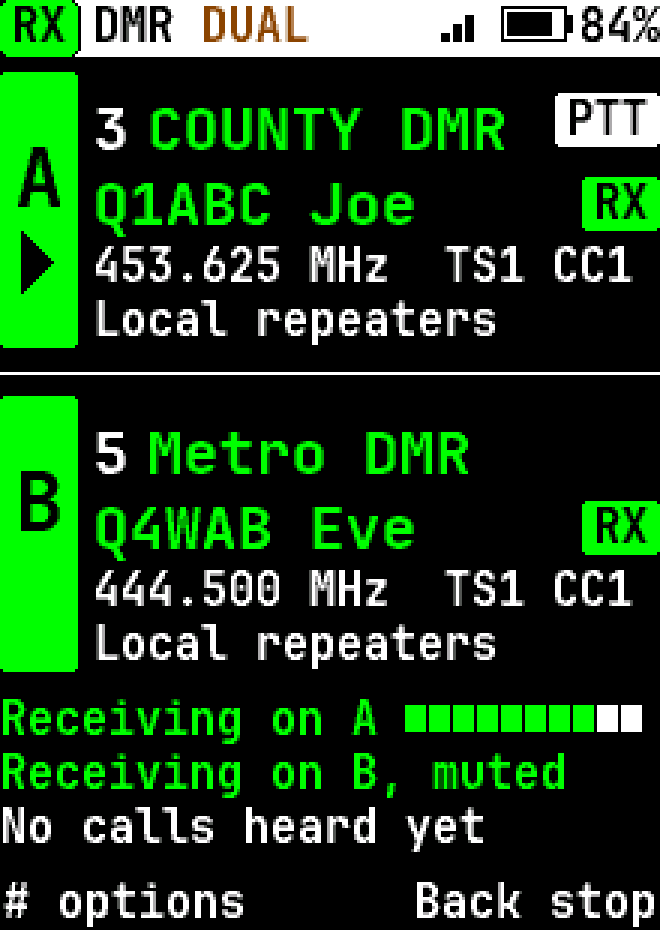 RX DMR DUAL 84%
A
3 COUNTY DMR PTT
Q1ABC Joe RX
453.625 MHz TS1 CC1
Local repeaters
B
5 Metro DMR
Q4WAB Eve RX
444.500 MHz TS1 CC1
Local repeaters
Receiving on A
Receiving on B, muted
No calls heard yet
# options Back stop